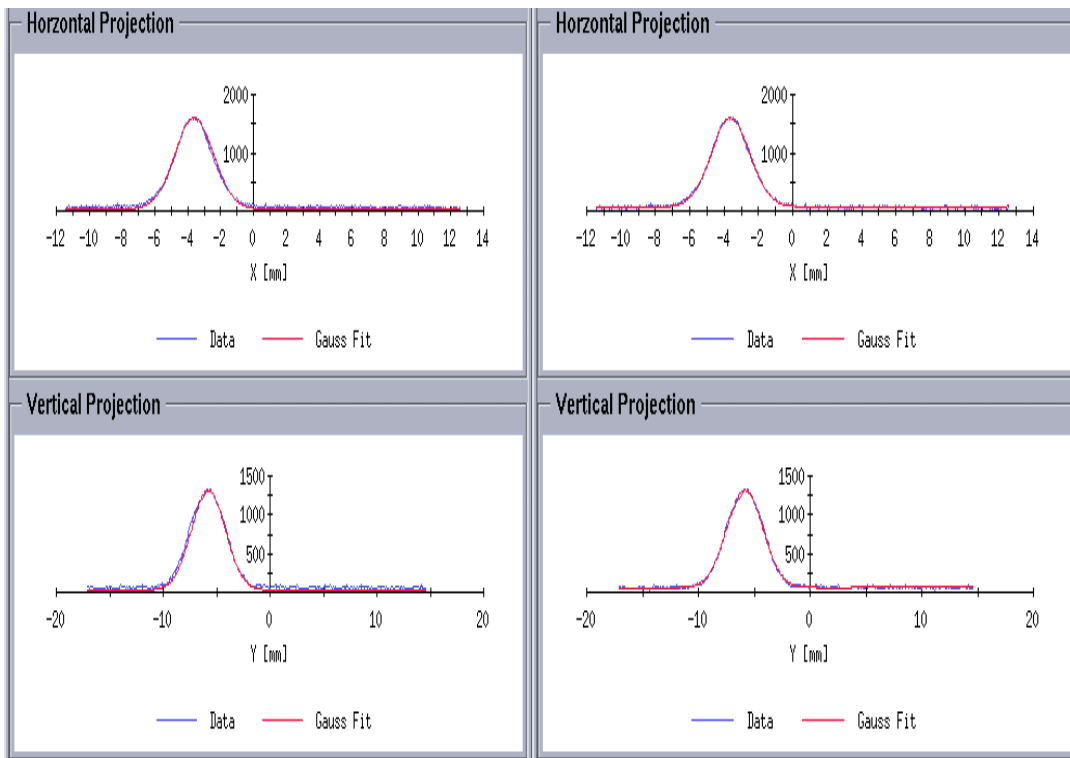 Horzontal Projection
2000
1000
-12 -10 -8 -6 -4 -2 0 2 4 6 8 10 12 14
X [mm]
Data Gauss Fit
Horzontal Projection
2000
1000
-12 -10 -8 -6 -4 -2 0 2 4 6 8 10 12 14
X [mm]
Data Gauss Fit
Vertical Projection
1500
1000
500
-20 -10 0 10 20
Y [mm]
Data Gauss Fit
Vertical Projection
1500
1000
500
-20 -10 0 10 20
Y [mm]
Data Gauss Fit